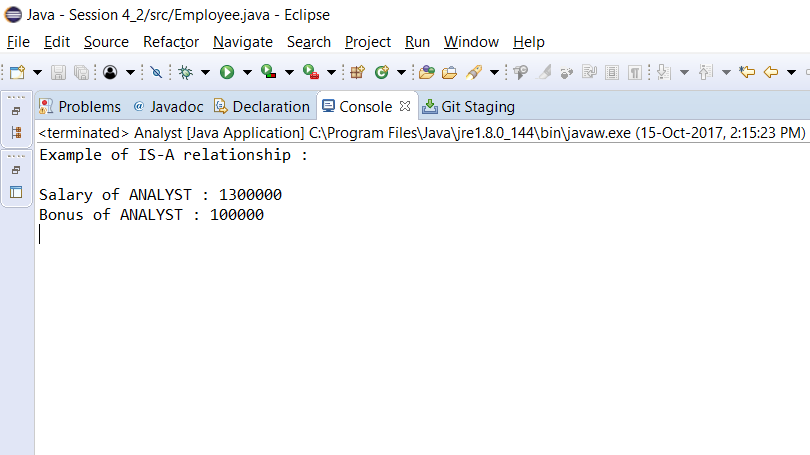 Java - Session 4_2/src/Employee.java - Eclipse
File Edit Source Refactor Navigate Search Project Run Window Help
Problems @ Javadoc Declaration Console Git Staging
<terminated> Analyst [Java Application] C:\Program Files\Java\jre1.8.0_144\bin\javaw.exe (15-Oct-2017, 2:15:23 PM)
Example of IS-A relationship :
Salary of ANALYST : 1300000
Bonus of ANALYST : 100000